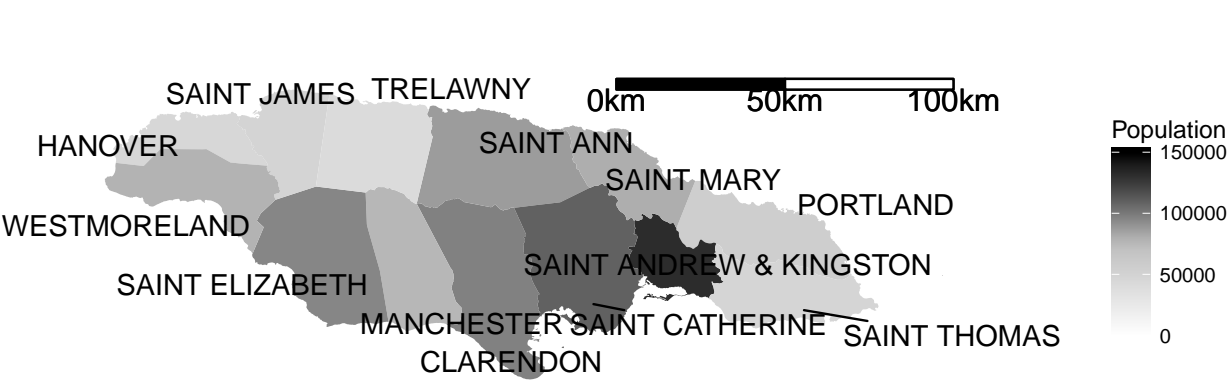 SAINT JAMES
TRELAWNY
0km 50km 100km
HANOVER
SAINT ANN
SAINT MARY
PORTLAND
WESTMORELAND
SAINT ANDREW & KINGSTON
SAINT ELIZABETH
MANCHESTER
SAINT CATHERINE
SAINT THOMAS
CLARENDON
Population
150000
100000
50000
0